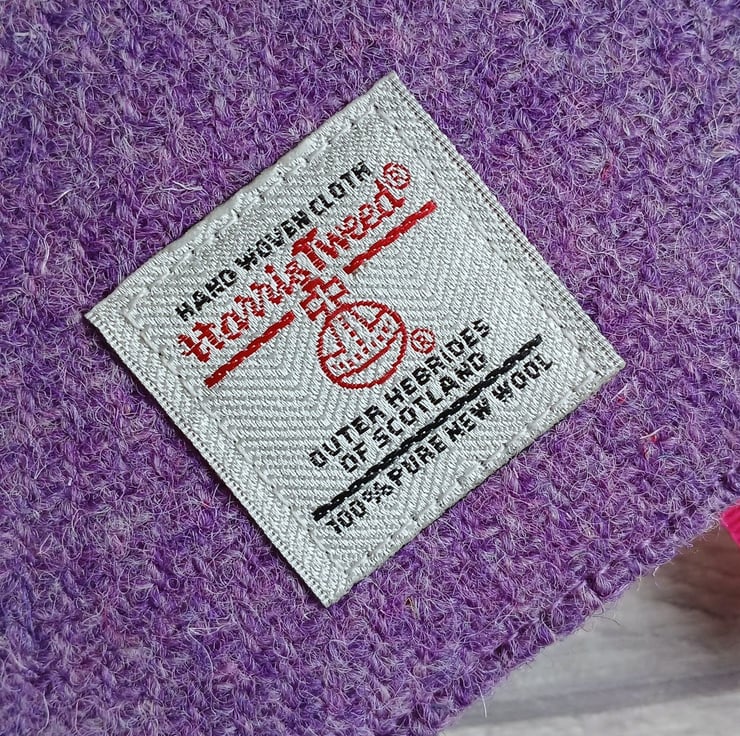 HAND WOVEN CLOTH
Harris Tweed®
®
OUTER HEBRIDES
OF SCOTLAND
100% PURE NEW WOOL